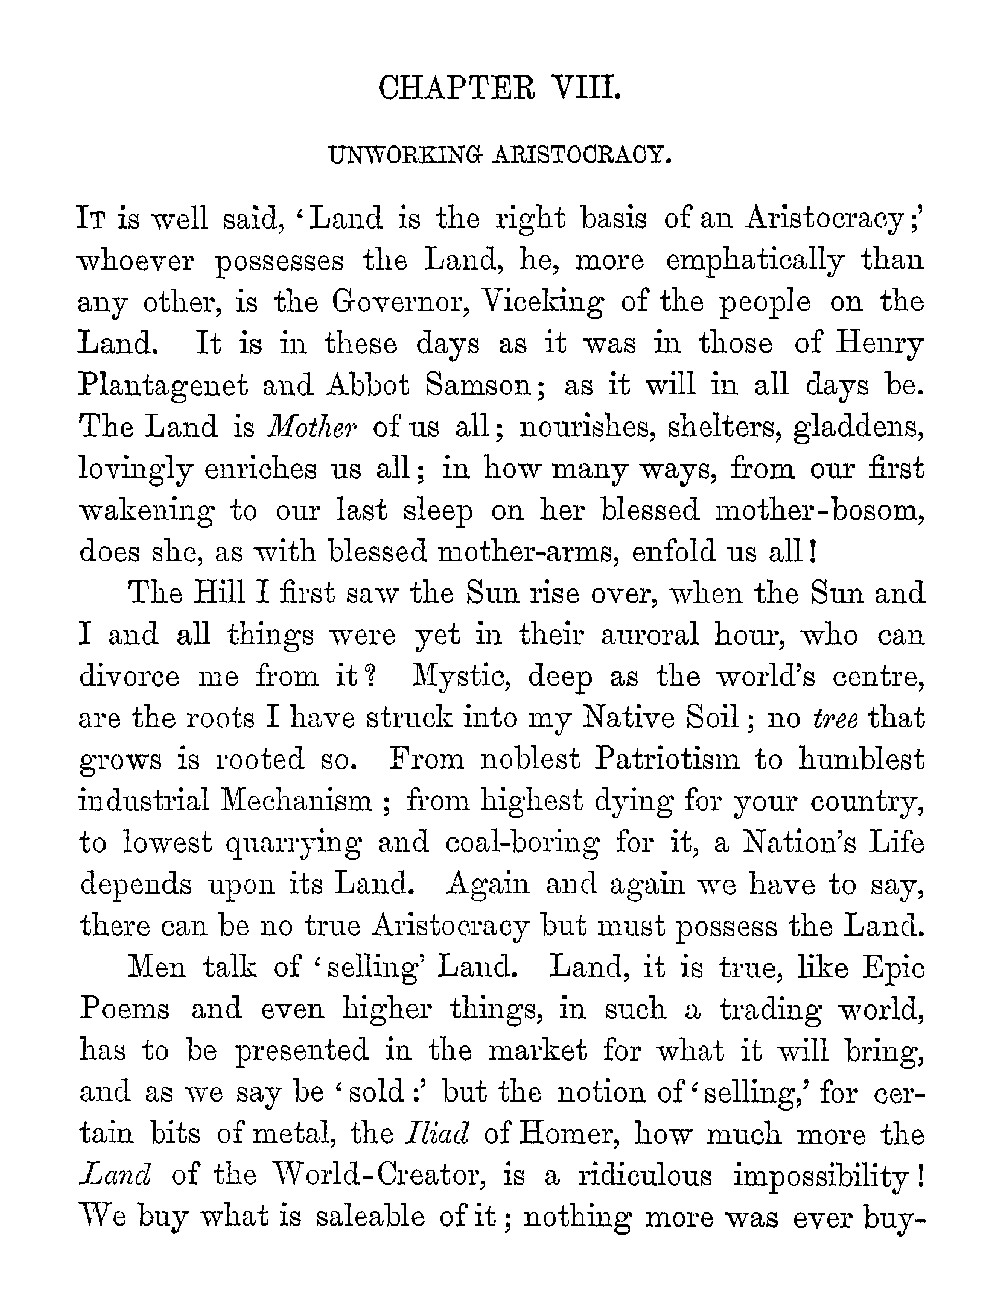 CHAPTER VIII.
UNWORKING ARISTOCRACY.
IT is well said, ‘Land is the right basis of an Aristocracy;’
whoever possesses the Land, he, more emphatically than
any other, is the Governor, Viceking of the people on the
Land. It is in these days as it was in those of Henry
Plantagenet and Abbot Samson; as it will in all days be.
The Land is Mother of us all; nourishes, shelters, gladdens,
lovingly enriches us all; in how many ways, from our first
wakening to our last sleep on her blessed mother-bosom,
does she, as with blessed mother-arms, enfold us all!
The Hill I first saw the Sun rise over, when the Sun and
I and all things were yet in their auroral hour, who can
divorce me from it? Mystic, deep as the world’s centre,
are the roots I have struck into my Native Soil; no tree that
grows is rooted so. From noblest Patriotism to humblest
industrial Mechanism; from highest dying for your country,
to lowest quarrying and coal-boring for it, a Nation’s Life
depends upon its Land. Again and again we have to say,
there can be no true Aristocracy but must possess the Land.
Men talk of ‘selling’ Land. Land, it is true, like Epic
Poems and even higher things, in such a trading world,
has to be presented in the market for what it will bring,
and as we say be ‘sold:’ but the notion of ‘selling,’ for cer-
tain bits of metal, the Iliad of Homer, how much more the
Land of the World-Creator, is a ridiculous impossibility!
We buy what is saleable of it; nothing more was ever buy-